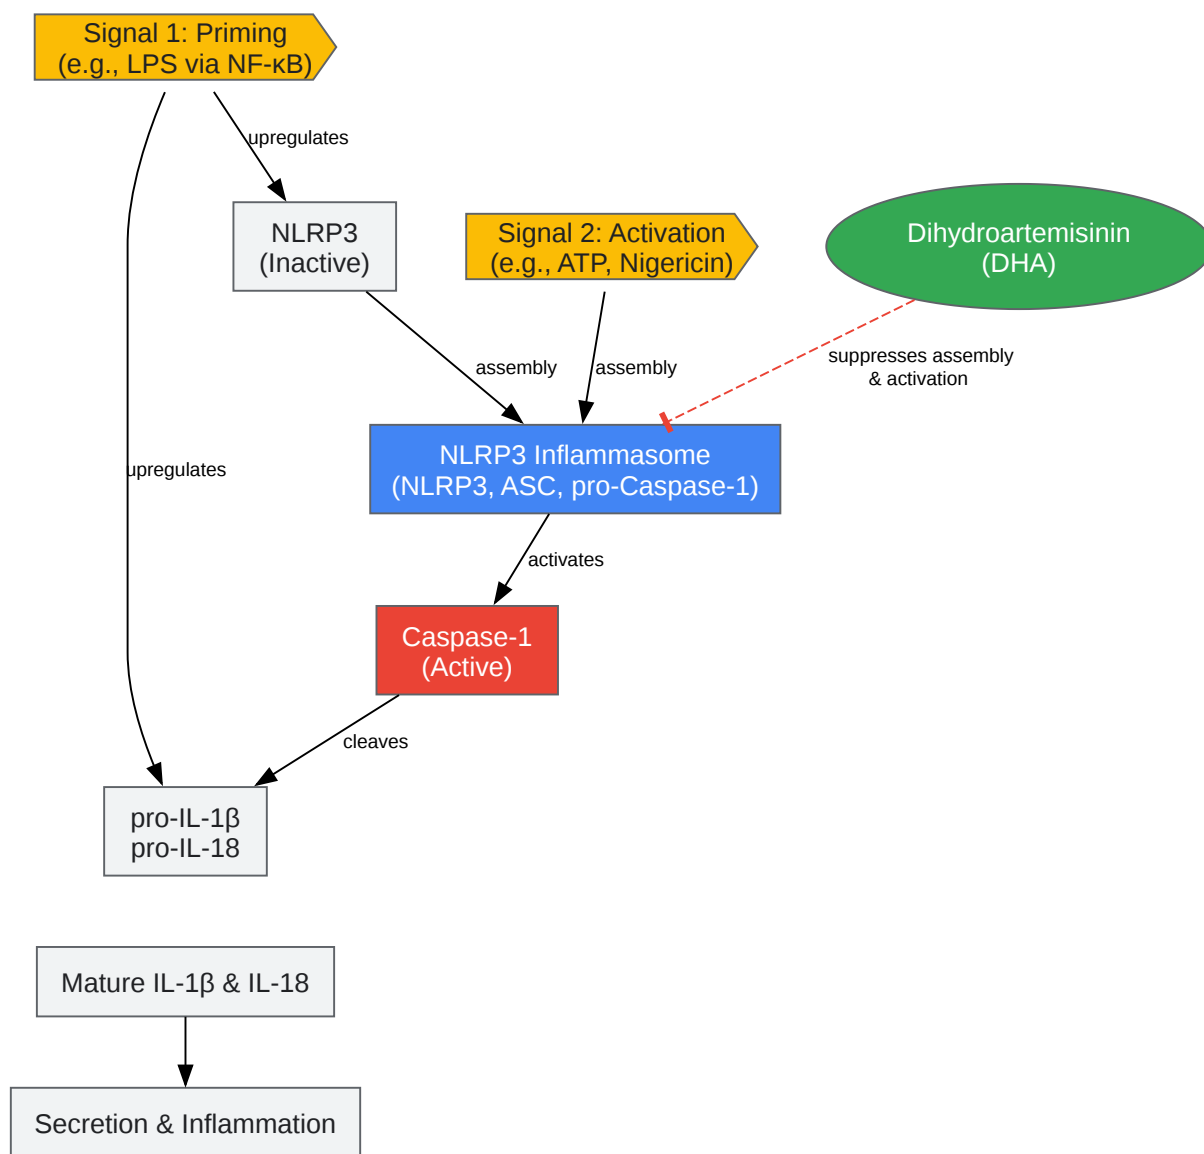 Signal 1: Priming
(e.g., LPS via NF-κB)
upregulates
NLRP3
(Inactive)
Signal 2: Activation
(e.g., ATP, Nigericin)
Dihydroartemisinin
(DHA)
assembly
assembly
suppresses assembly
& activation
NLRP3 Inflammasome
(NLRP3, ASC, pro-Caspase-1)
upregulates
activates
Caspase-1
(Active)
cleaves
pro-IL-1β
pro-IL-18
Mature IL-1β & IL-18
Secretion & Inflammation